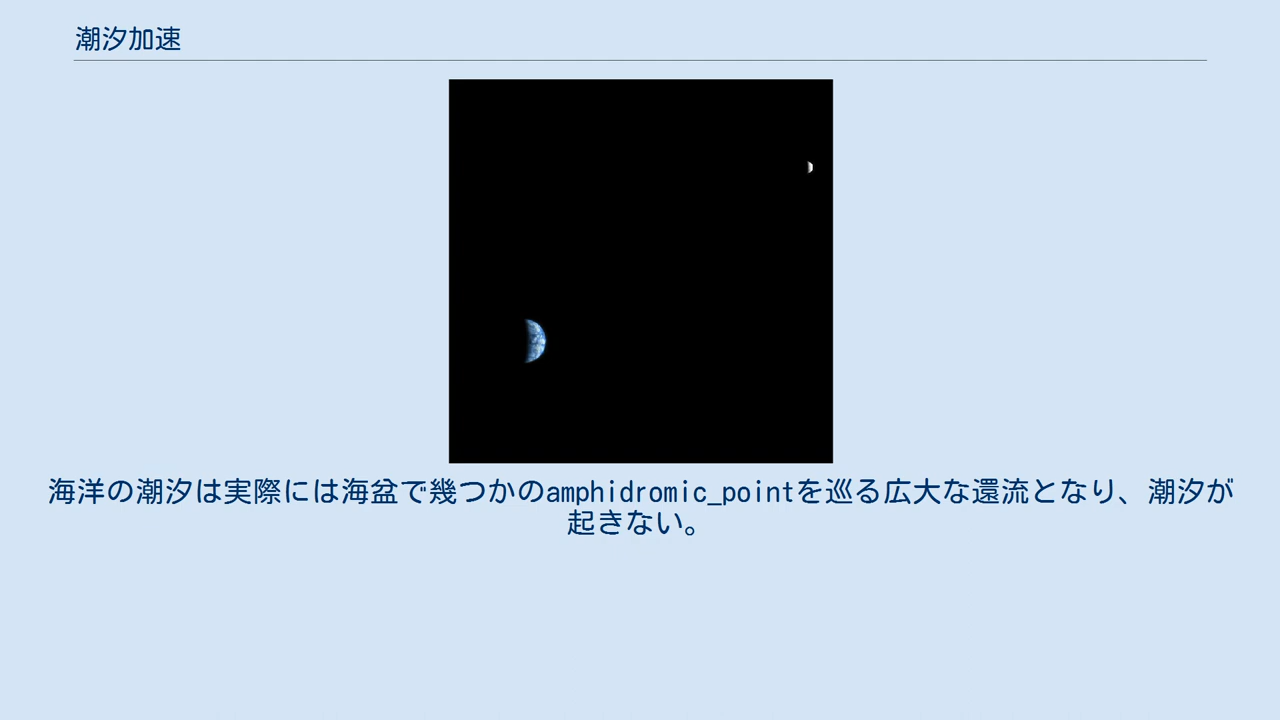 潮汐加速
海洋の潮汐は実際には海盆で幾つかのamphidromic_pointを巡る広大な還流となり、潮汐が
起きない。